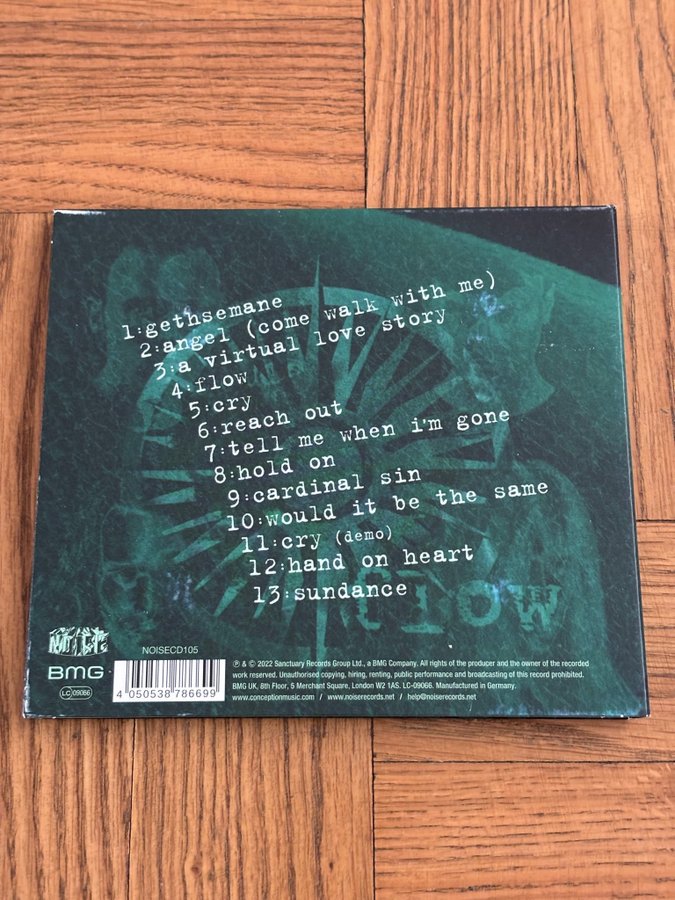 1:gethsemane
2:angel (come walk with me)
3:a virtual love story
4:flow
5:cry
6:reach out
7:tell me when i'm gone
8:hold on
9:cardinal sin
10:would it be the same
11:cry (demo)
12:hand on heart
13:sundance
FLOW
NOISE
NOISECD105
BMG
LC 09066
4 050538 786699
℗ & © 2022 Sanctuary Records Group Ltd., a BMG Company. All rights of the producer and the owner of the recorded
work reserved. Unauthorised copying, hiring, renting, public performance and broadcasting of this record prohibited.
BMG UK, 8th Floor, 5 Merchant Square, London W2 1AS. LC-09066. Manufactured in Germany.
www.conceptionmusic.com / www.noiserecords.net / help@noiserecords.net